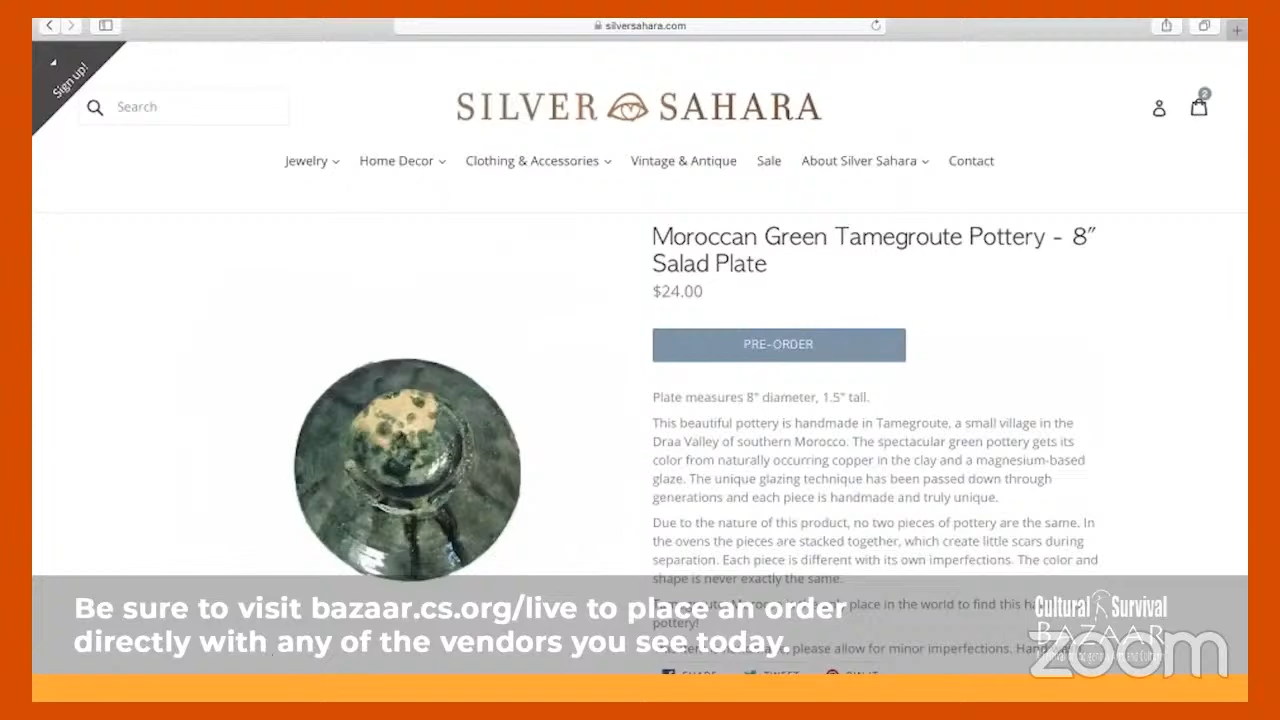 silversahara.com
Sign up!
Search
SILVER SAHARA
2
Jewelry
Home Decor
Clothing & Accessories
Vintage & Antique
Sale
About Silver Sahara
Contact
Moroccan Green Tamegroute Pottery - 8”
Salad Plate
$24.00
PRE-ORDER
Plate measures 8" diameter, 1.5" tall.
This beautiful pottery is handmade in Tamegroute, a small village in the
Draa Valley of southern Morocco. The spectacular green pottery gets its
color from naturally occurring copper in the clay and a magnesium-based
glaze. The unique glazing technique has been passed down through
generations and each piece is handmade and truly unique.
Due to the nature of this product, no two pieces of pottery are the same. In
the ovens the pieces are stacked together, which create little scars during
separation. Each piece is different with its own imperfections. The color and
shape is never exactly the same.
place in the world to find this
pottery!
please allow for minor imperfections.
SHARE TWEET PIN IT
Be sure to visit bazaar.cs.org/live to place an order
directly with any of the vendors you see today.
Cultural Survival
BAZAAR
zoom